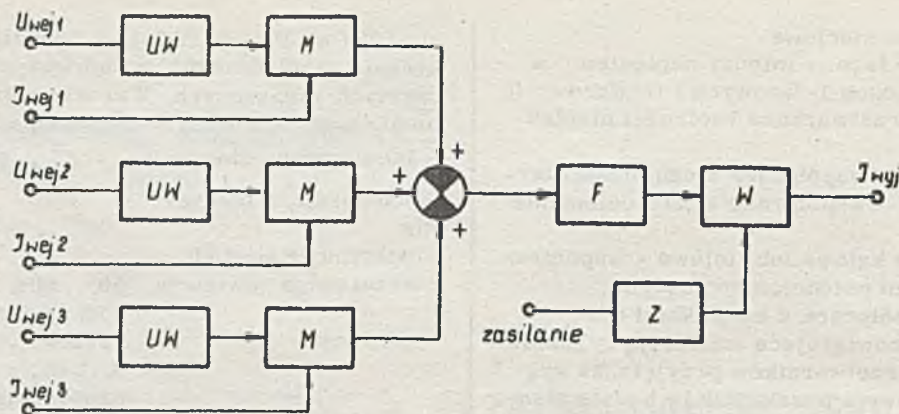 Uwej1
UW
M
Jwej1
Uwej2
UW
M
Jwej2
Uwej3
UW
M
Jwej3
+
+
+
F
W
Jwyj
zasilanie
Z